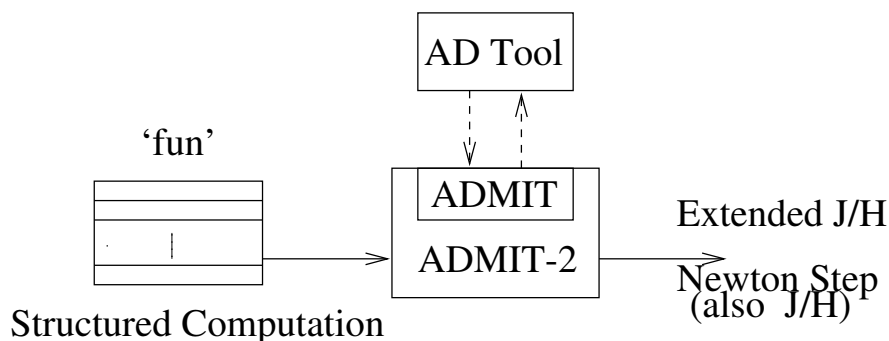 AD Tool
‘fun’
ADMIT
ADMIT-2
Extended J/H
Newton Step
(also J/H)
Structured Computation